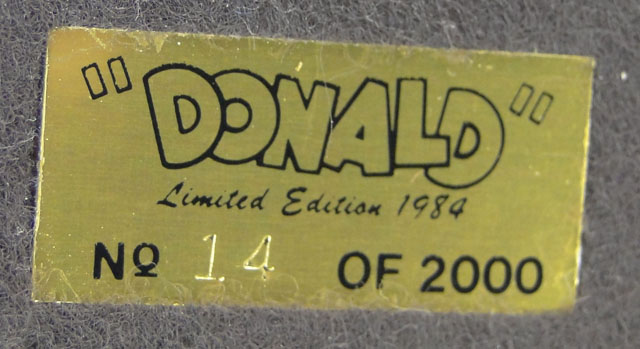 "DONALD"
Limited Edition 1984
Nº 14 OF 2000